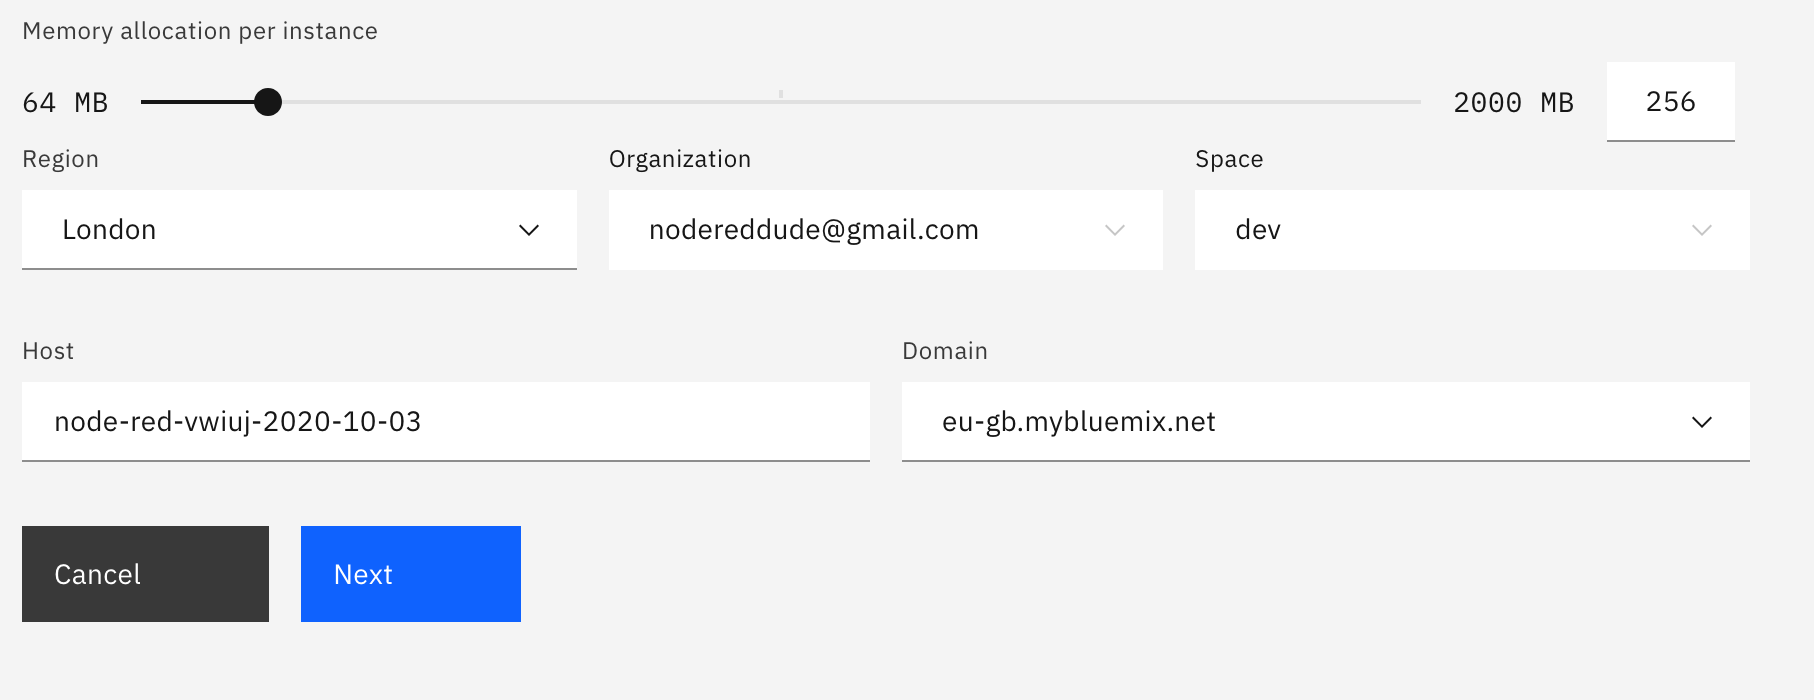 Memory allocation per instance
64 MB 2000 MB 256
Region Organization Space
London nodereddude@gmail.com dev
Host Domain
node-red-vwiuj-2020-10-03 eu-gb.mybluemix.net
Cancel Next